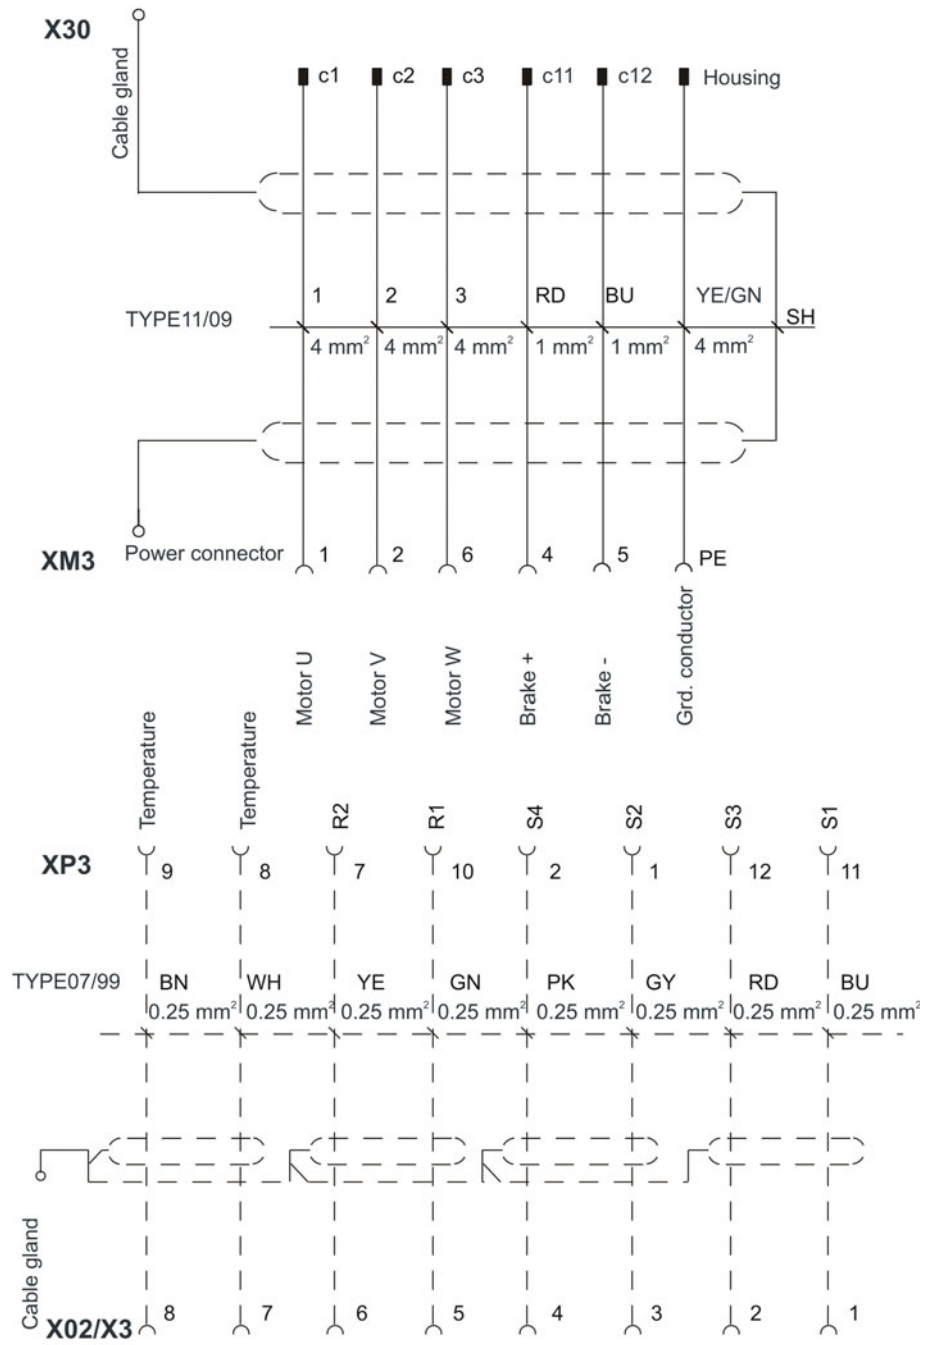 X30
Cable gland
c1 c2 c3 c11 c12 Housing
1 2 3 RD BU YE/GN
TYPE11/09
SH
4 mm² 4 mm² 4 mm² 1 mm² 1 mm² 4 mm²
XM3
Power connector
1 2 6 4 5 PE
Motor U
Motor V
Motor W
Brake +
Brake -
Grd. conductor
Temperature
Temperature
R2
R1
S4
S2
S3
S1
XP3
9 8 7 10 2 1 12 11
TYPE07/99
BN WH YE GN PK GY RD BU
0.25 mm² 0.25 mm² 0.25 mm² 0.25 mm² 0.25 mm² 0.25 mm² 0.25 mm² 0.25 mm²
Cable gland
X02/X3
8 7 6 5 4 3 2 1